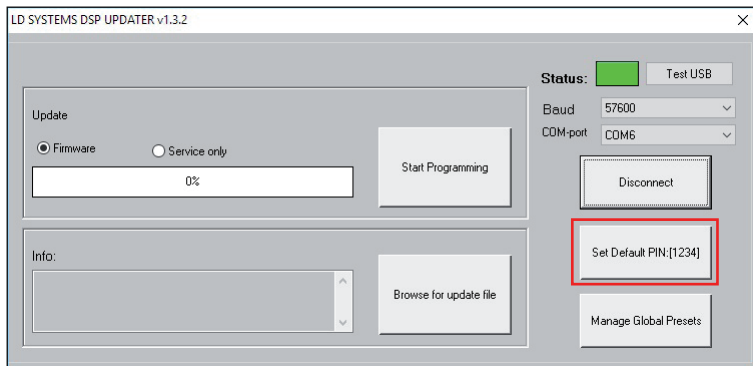 LD SYSTEMS DSP UPDATER v1.3.2
Status:
Test USB
Update
Baud
57600
Firmware
Service only
COM-port
COM6
0%
Start Programming
Disconnect
Info:
Set Default PIN:[1234]
Browse for update file
Manage Global Presets